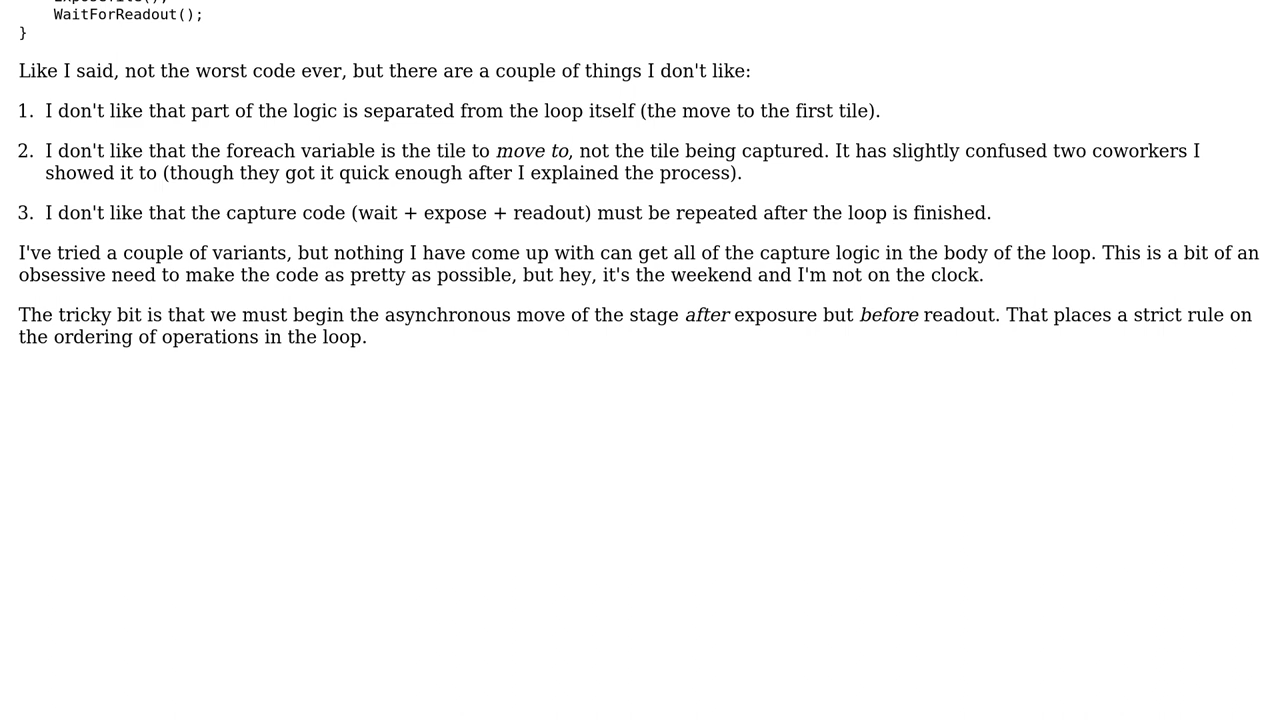 WaitForReadout();
}
Like I said, not the worst code ever, but there are a couple of things I don't like:
1. I don't like that part of the logic is separated from the loop itself (the move to the first tile).
2. I don't like that the foreach variable is the tile to move to, not the tile being captured. It has slightly confused two coworkers I
showed it to (though they got it quick enough after I explained the process).
3. I don't like that the capture code (wait + expose + readout) must be repeated after the loop is finished.
I've tried a couple of variants, but nothing I have come up with can get all of the capture logic in the body of the loop. This is a bit of an
obsessive need to make the code as pretty as possible, but hey, it's the weekend and I'm not on the clock.
The tricky bit is that we must begin the asynchronous move of the stage after exposure but before readout. That places a strict rule on
the ordering of operations in the loop.